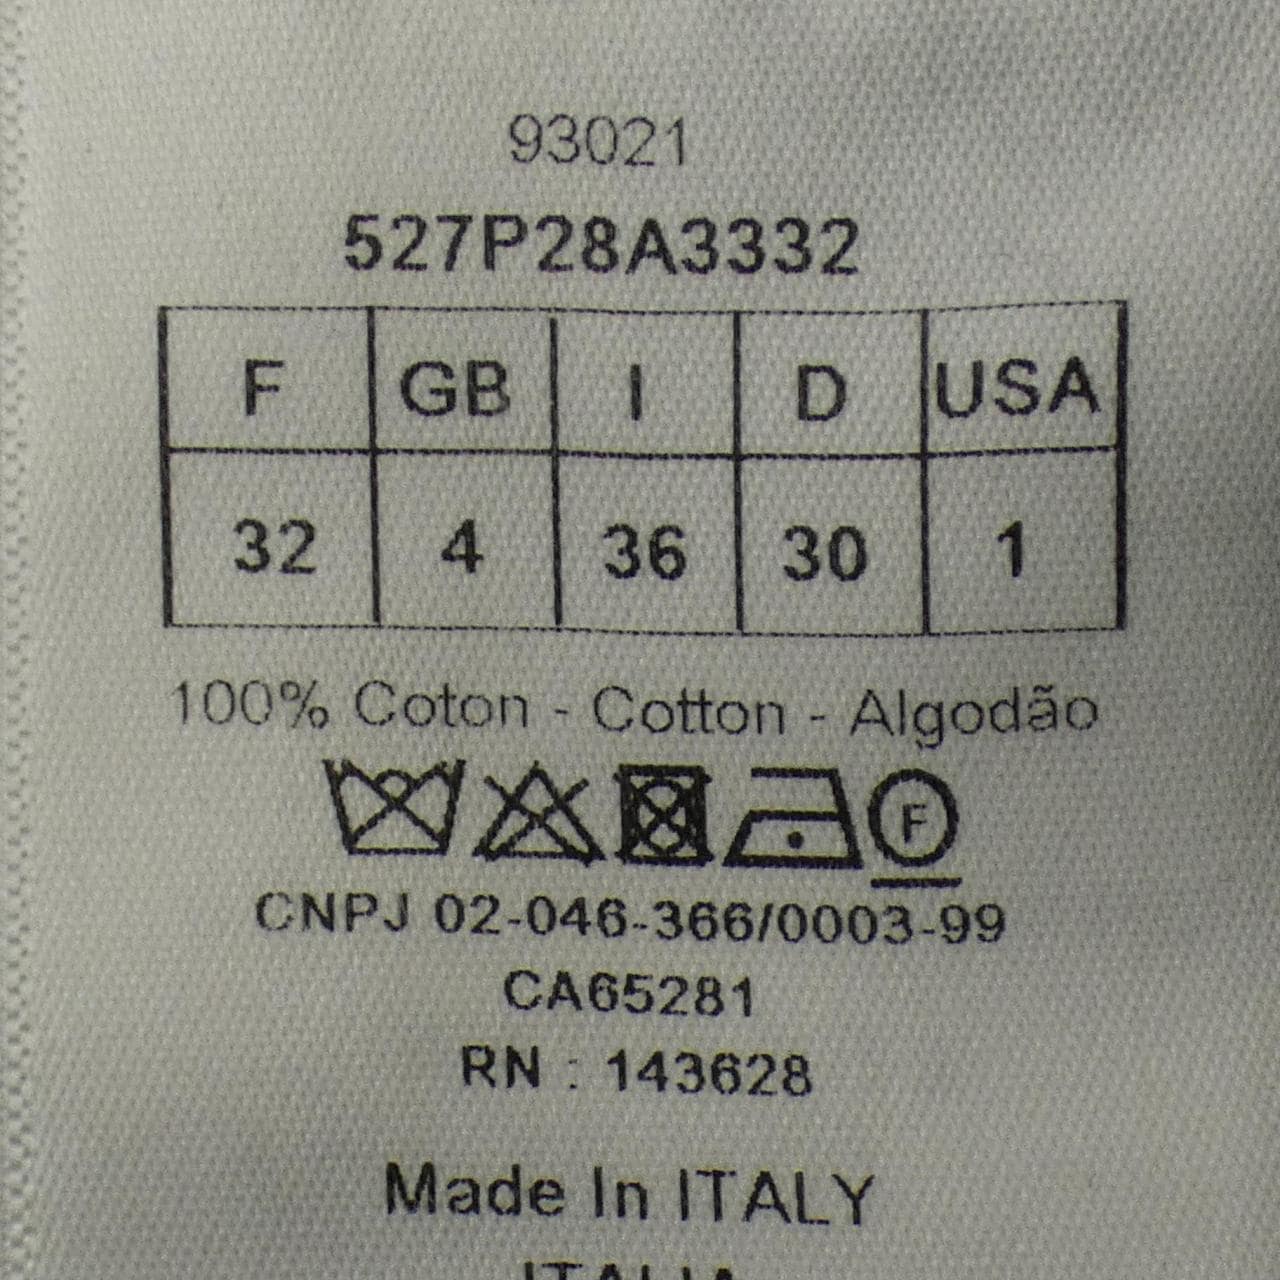 93021
527P28A3332
F GB I D USA
32 4 36 30 1
100% Coton - Cotton - Algodão
F
CNPJ 02-046-366/0003-99
CA65281
RN : 143628
Made In ITALY
ITALIA